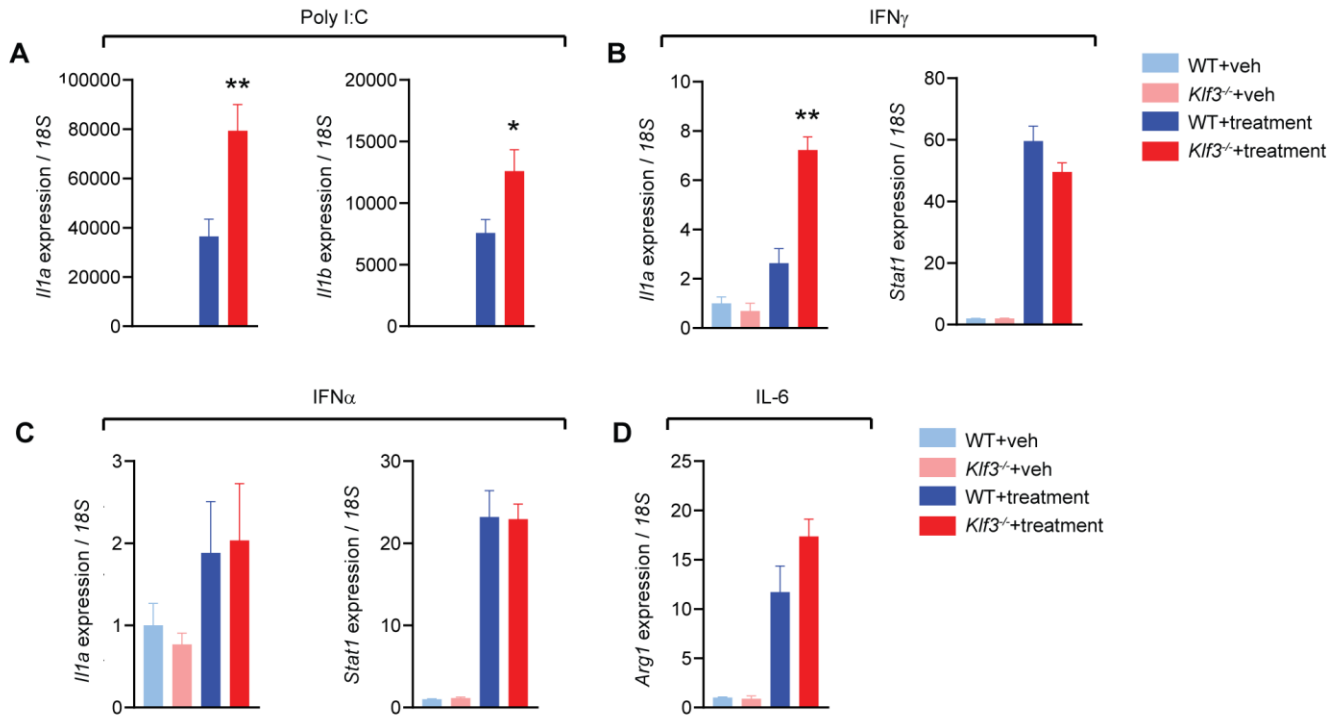 Poly I:C
IFNγ
A
Il1a expression / 18S
100000
80000
60000
40000
20000
0
**
Il1b expression / 18S
20000
15000
10000
5000
0
*
B
Il1a expression / 18S
10
8
6
4
2
0
**
Stat1 expression / 18S
80
60
40
20
0
WT+veh
Klf3-/-+veh
WT+treatment
Klf3-/-+treatment
IFNα
IL-6
C
Il1a expression / 18S
3
2
1
0
Stat1 expression / 18S
30
20
10
0
D
Arg1 expression / 18S
25
20
15
10
5
0
WT+veh
Klf3-/-+veh
WT+treatment
Klf3-/-+treatment